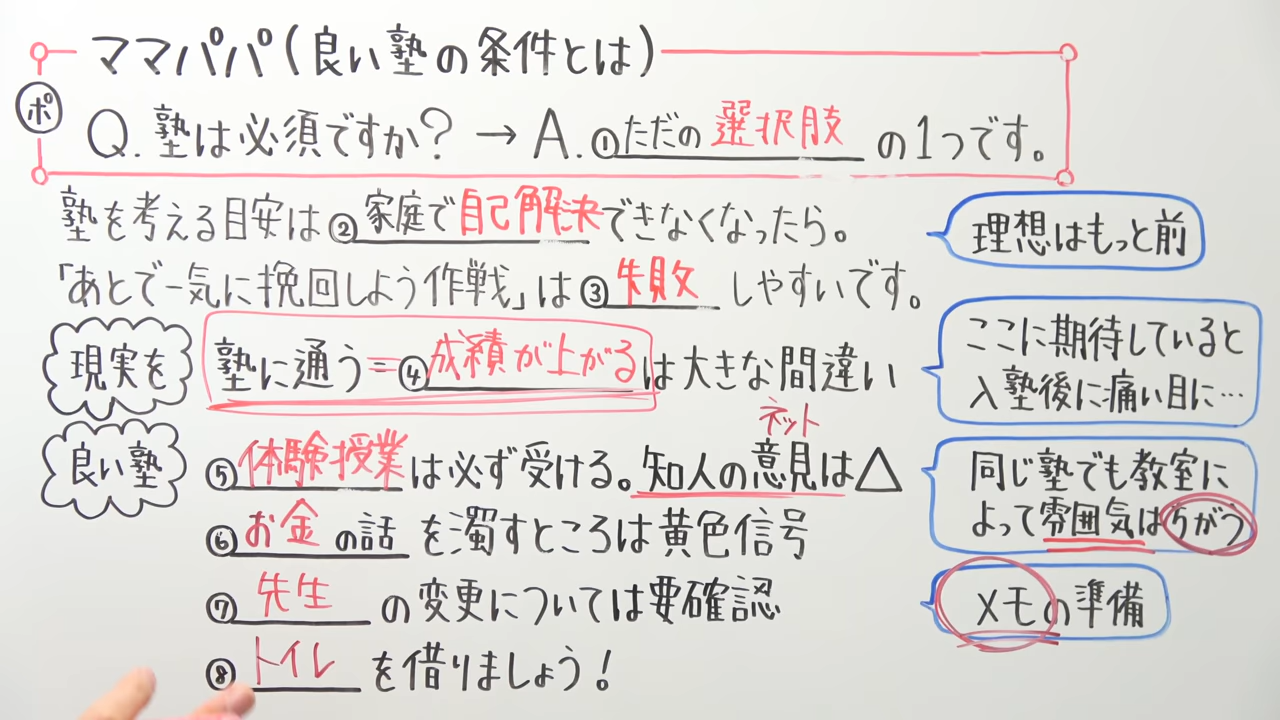 ママパパ(良い塾の条件とは)
ポ
Q.塾は必須ですか?→A.①ただの選択肢の1つです。
塾を考える目安は②家庭で自己解決できなくなったら。
理想はもっと前
「あとで一気に挽回しよう作戦」は③失敗しやすいです。
現実を
塾に通う=④成績が上がるは大きな間違い
ここに期待していると
入塾後に痛い目に…
良い塾
ネット
⑤体験授業は必ず受ける。知人の意見は△
同じ塾でも教室に
よって雰囲気はちがう
⑥お金の話を濁すところは黄色信号
⑦先生の変更については要確認
メモの準備
⑧トイレを借りましょう!